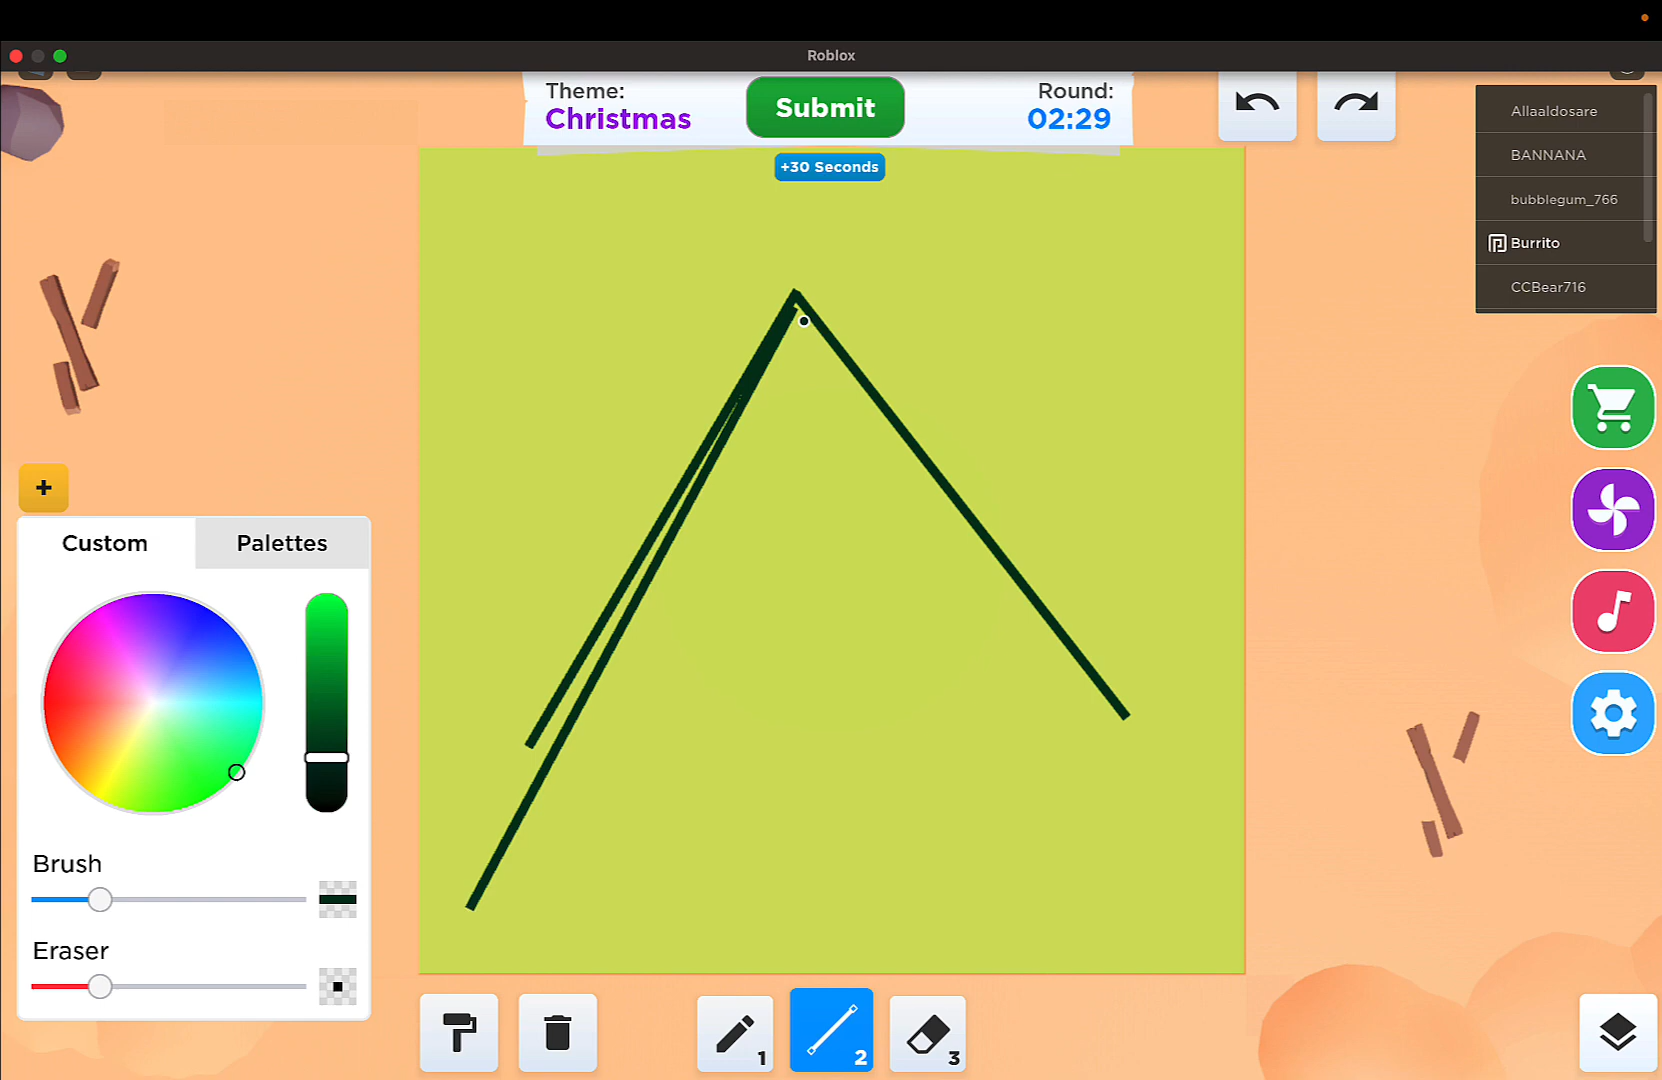 Roblox
Theme:
Christmas
Submit
Round:
02:29
+30 Seconds
Allaaldosare
BANNANA
bubblegum_766
Burrito
CCBear716
+
Custom
Palettes
Brush
Eraser
1
2
3